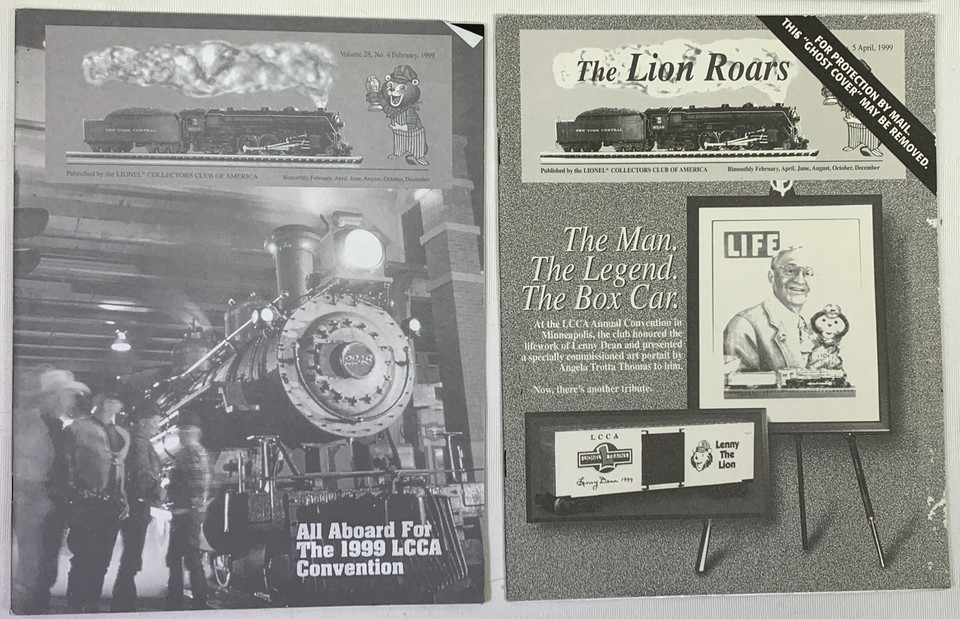 Volume 28, No. 4 February, 1999
NEW YORK CENTRAL
Published by the LIONEL® COLLECTORS CLUB OF AMERICA
Bimonthly February, April, June, August, October, December
2248
All Aboard For
The 1999 LCCA
Convention
5 April, 1999
FOR PROTECTION BY MAIL,
THIS "GHOST COVER" MAY BE REMOVED.
The Lion Roars
NEW YORK CENTRAL
Published by the LIONEL® COLLECTORS CLUB OF AMERICA
Bimonthly February, April, June, August, October, December
The Man.
The Legend.
The Box Car.
At the LCCA Annual Convention in
Minneapolis, the club honored the
lifework of Lenny Dean and presented
a specially commissioned art portait by
Angela Trotta Thomas to him.
Now, there's another tribute.
LIFE
LCCA
LIONEL TRAINS
Lenny Dean 1999
Lenny
The
Lion